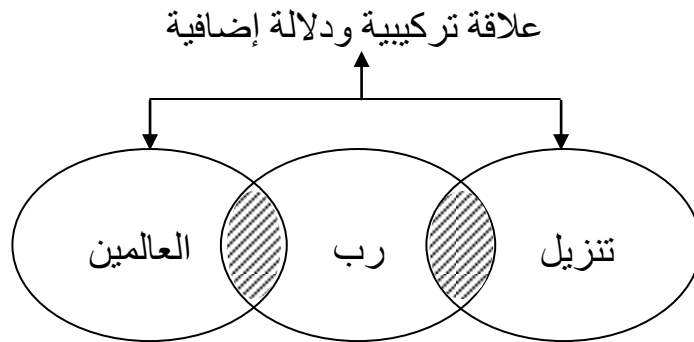 علاقة تركيبية ودلالة إضافية
تنزيل
رب
العالمين